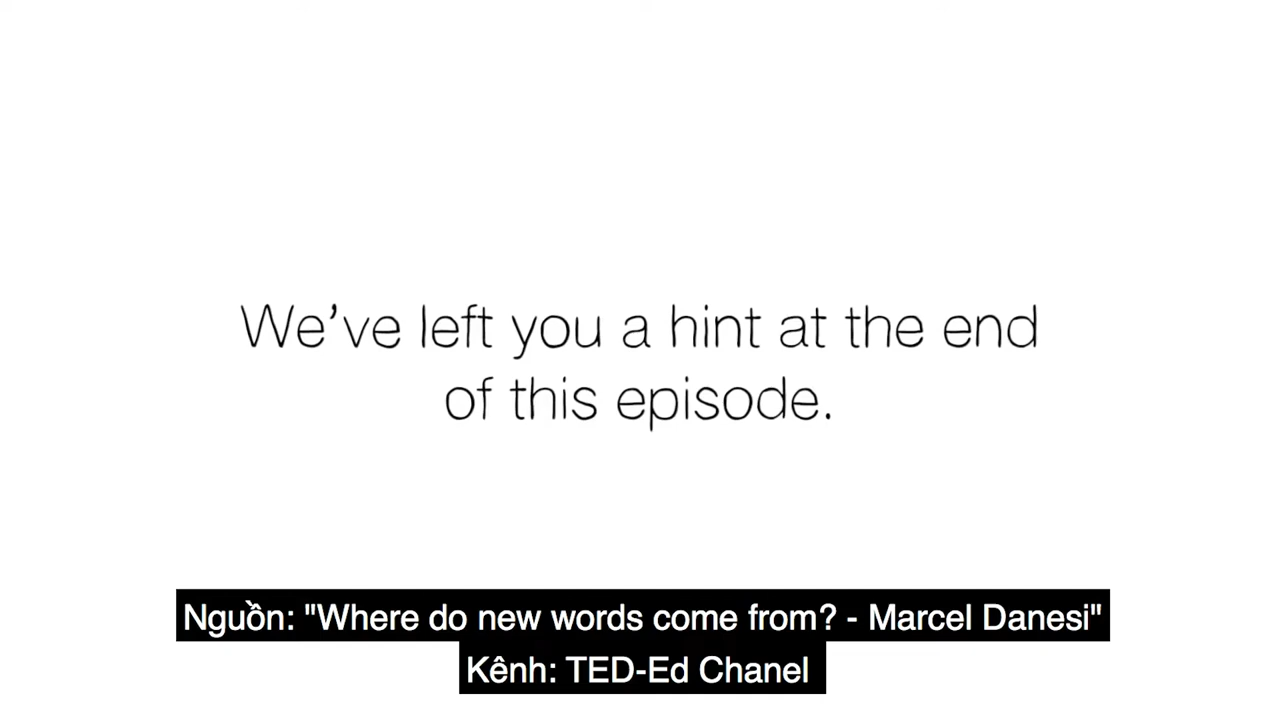 We've left you a hint at the end
of this episode.
Nguồn: "Where do new words come from? - Marcel Danesi"
Kênh: TED-Ed Chanel